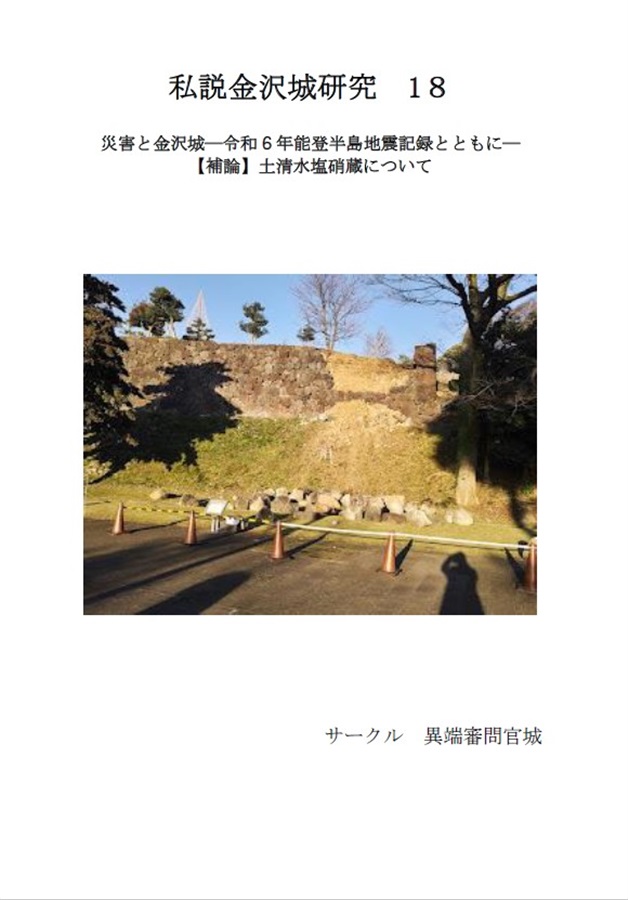 私説金沢城研究　１８
災害と金沢城―令和６年能登半島地震記録とともに―
【補論】土清水塩硝蔵について
サークル　異端審問官城